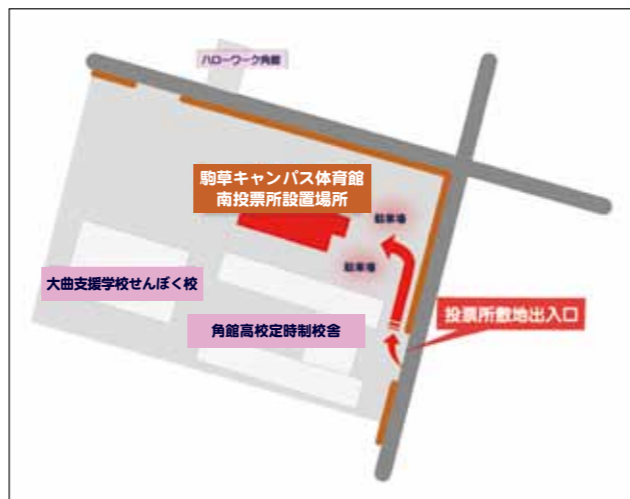 ハローワーク角館
駒草キャンパス体育館
南投票所設置場所
駐車場
駐車場
大曲支援学校せんぼく校
角館高校定時制校舎
投票所敷地出入口